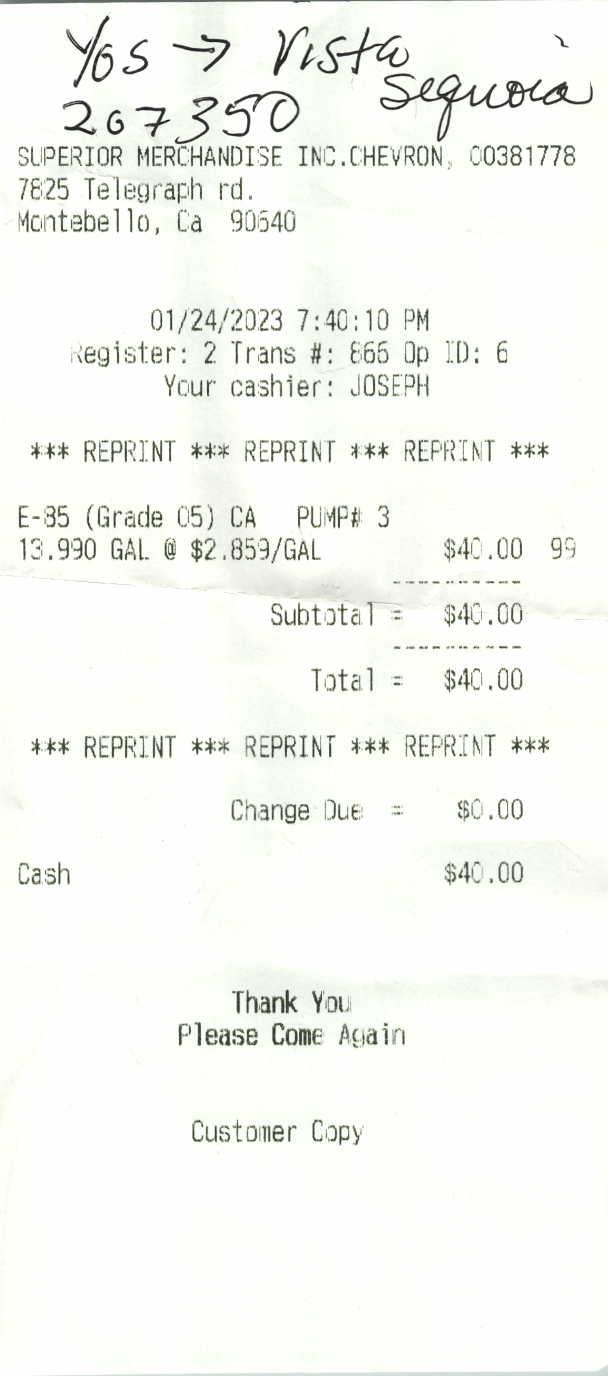 Yos → Vista
Sequoia
207350
SUPERIOR MERCHANDISE INC.CHEVRON, 00381778
7825 Telegraph rd.
Montebello, Ca 90640
01/24/2023 7:40:10 PM
Register: 2 Trans #: 866 Op ID: 6
Your cashier: JOSEPH
*** REPRINT *** REPRINT *** REPRINT ***
E-85 (Grade 05) CA PUMP# 3
13.990 GAL @ $2.859/GAL $40.00 99
-----------
Subtotal = $40.00
-----------
Total = $40.00
*** REPRINT *** REPRINT *** REPRINT ***
Change Due = $0.00
Cash $40.00
Thank You
Please Come Again
Customer Copy